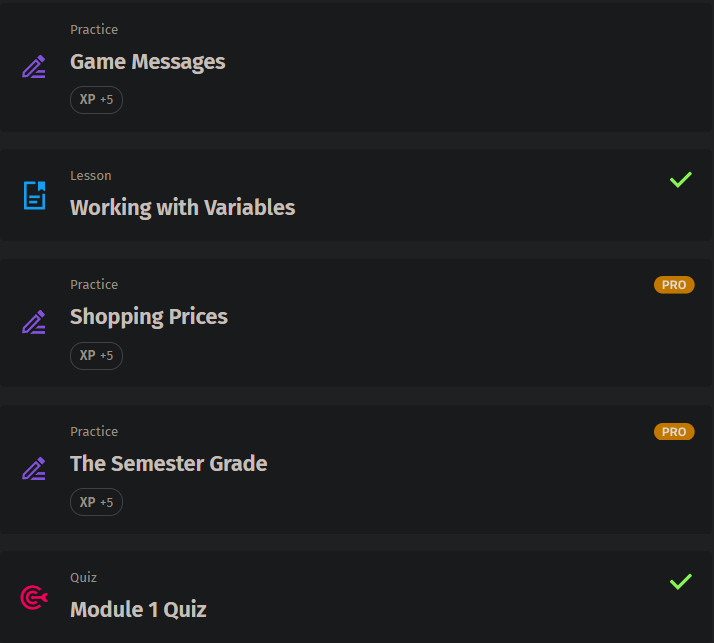 Practice
Game Messages
XP +5
Lesson
Working with Variables
Practice
PRO
Shopping Prices
XP +5
Practice
PRO
The Semester Grade
XP +5
Quiz
Module 1 Quiz